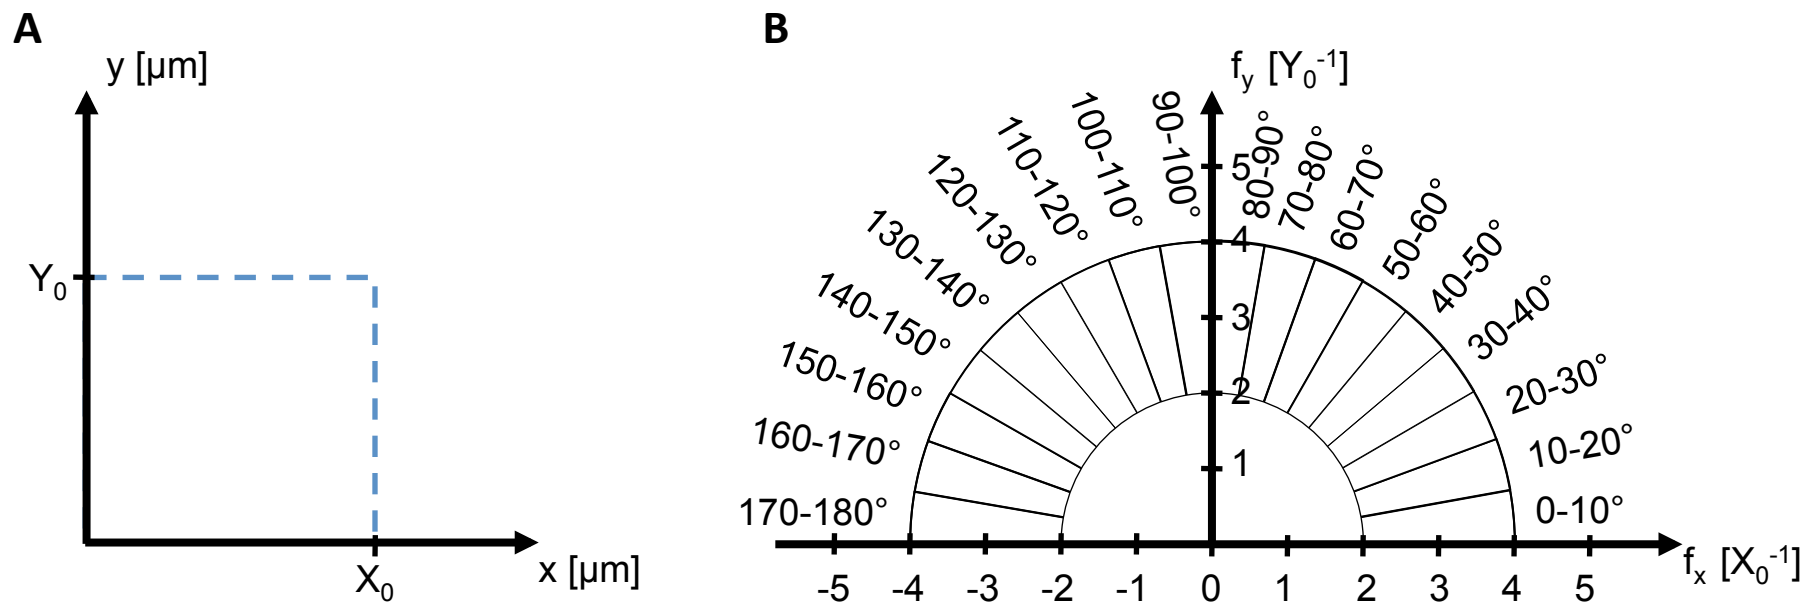 A
y [µm]
Y₀
X₀
x [µm]
B
f_y [Y₀⁻¹]
90-100°
80-90°
100-110°
70-80°
110-120°
60-70°
120-130°
50-60°
130-140°
40-50°
140-150°
30-40°
150-160°
20-30°
160-170°
10-20°
170-180°
0-10°
5
4
3
2
1
-5 -4 -3 -2 -1 0 1 2 3 4 5
f_x [X₀⁻¹]